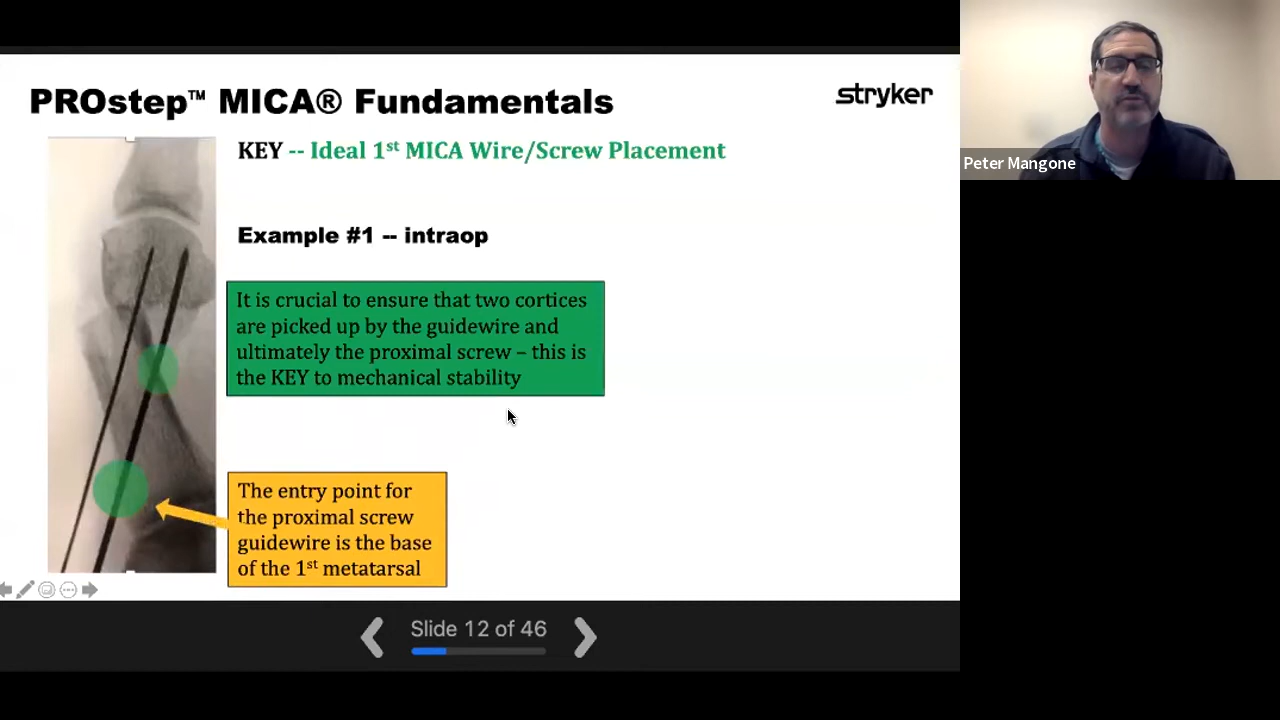 PROstep™ MICA® Fundamentals
stryker
KEY -- Ideal 1st MICA Wire/Screw Placement
Example #1 -- intraop
It is crucial to ensure that two cortices
are picked up by the guidewire and
ultimately the proximal screw – this is
the KEY to mechanical stability
The entry point for
the proximal screw
guidewire is the base
of the 1st metatarsal
Slide 12 of 46
Peter Mangone